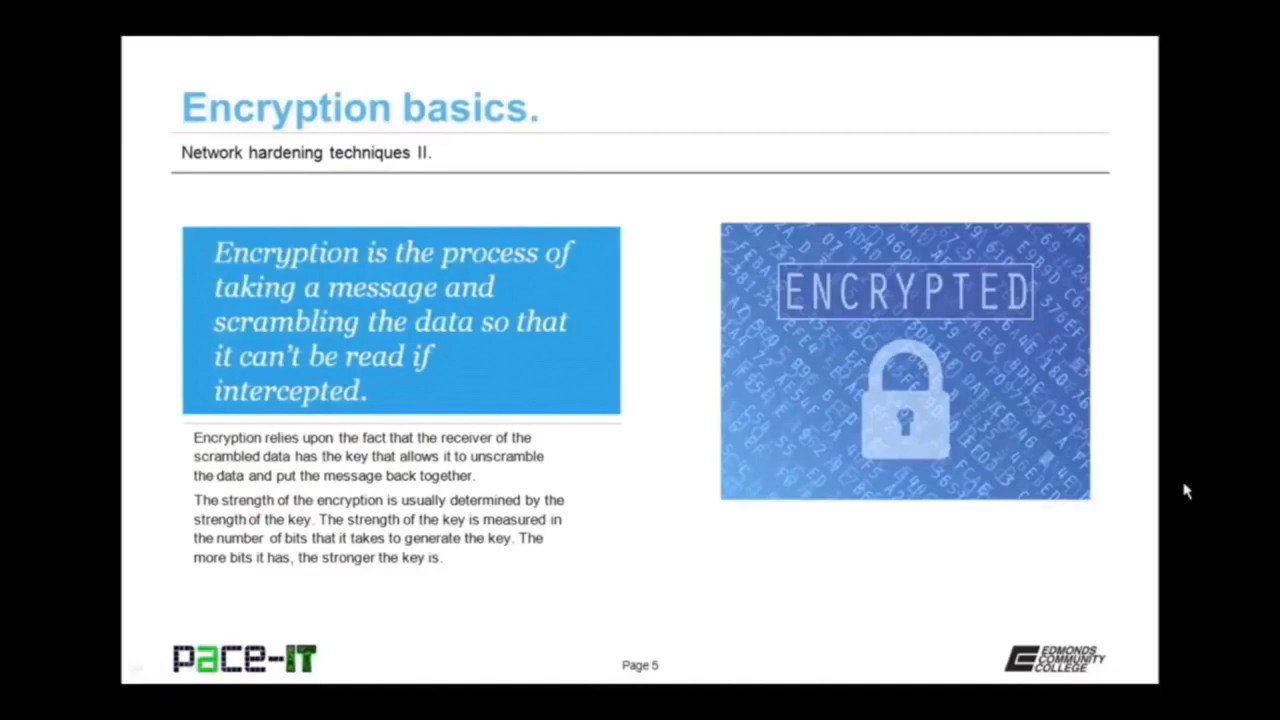 Encryption basics.
Network hardening techniques II.
Encryption is the process of
taking a message and
scrambling the data so that
it can't be read if
intercepted.
Encryption relies upon the fact that the receiver of the
scrambled data has the key that allows it to unscramble
the data and put the message back together.
The strength of the encryption is usually determined by the
strength of the key. The strength of the key is measured in
the number of bits that it takes to generate the key. The
more bits it has, the stronger the key is.
ENCRYPTED
pace-IT
Page 5
EDMONDS
COMMUNITY
COLLEGE